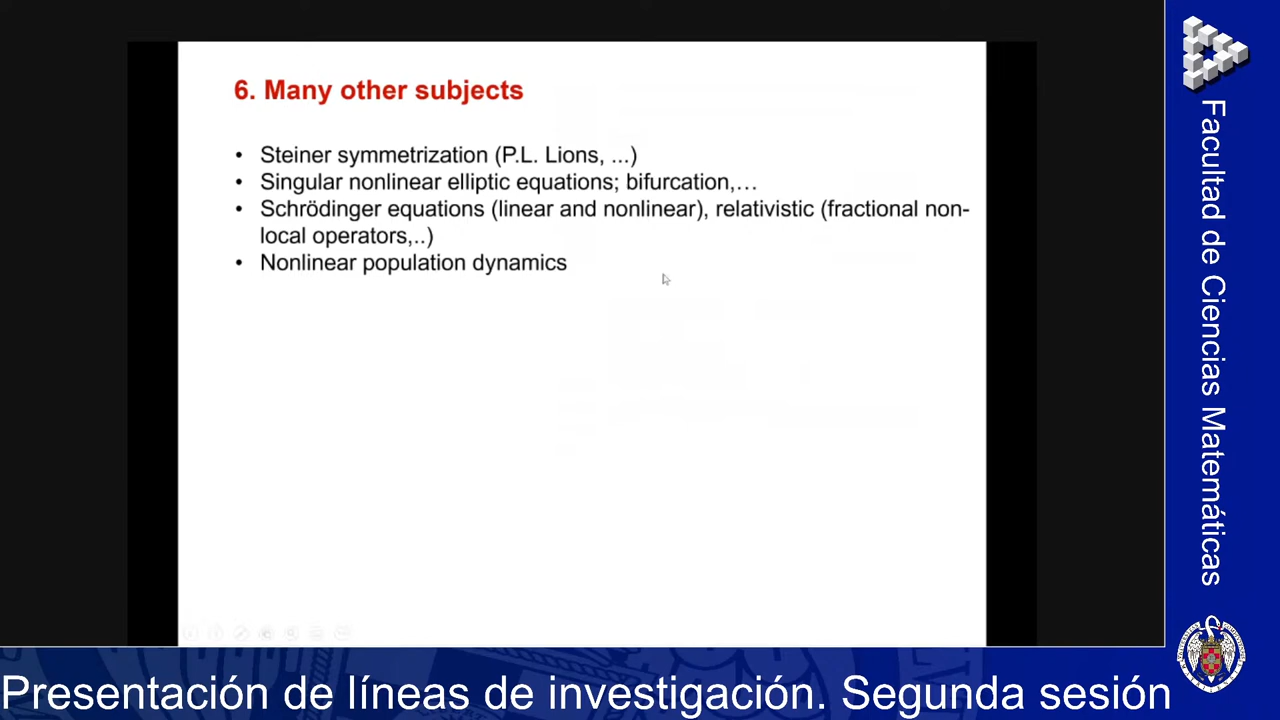 6. Many other subjects
• Steiner symmetrization (P.L. Lions, ...)
• Singular nonlinear elliptic equations; bifurcation,…
• Schrödinger equations (linear and nonlinear), relativistic (fractional non-
local operators,..)
• Nonlinear population dynamics
Facultad de Ciencias Matemáticas
Presentación de líneas de investigación. Segunda sesión